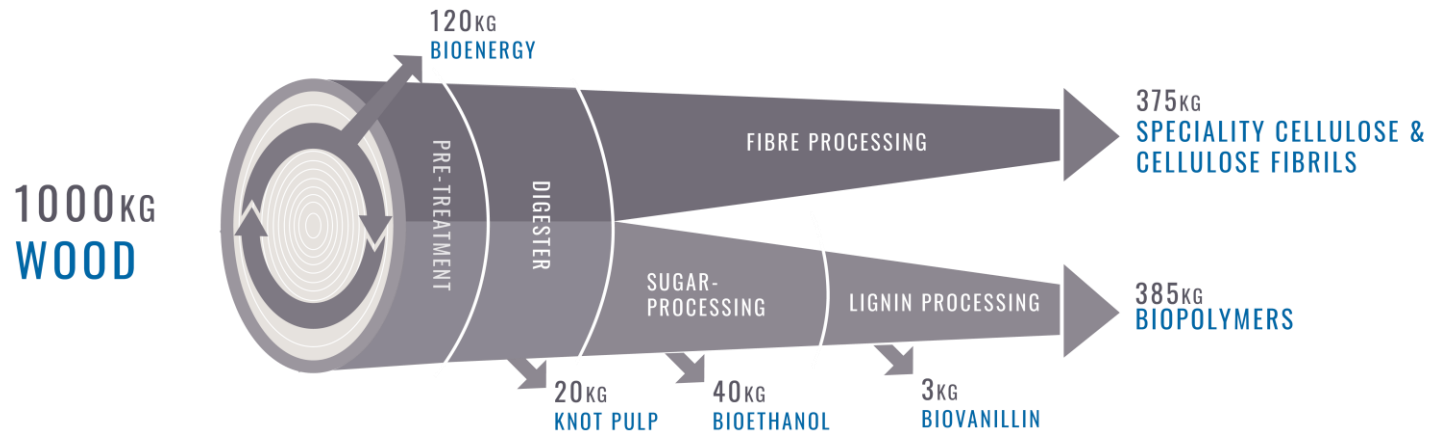 120KG
BIOENERGY
1000KG
WOOD
PRE-TREATMENT
DIGESTER
FIBRE PROCESSING
375KG
SPECIALITY CELLULOSE &
CELLULOSE FIBRILS
SUGAR-
PROCESSING
LIGNIN PROCESSING
385KG
BIOPOLYMERS
20KG
KNOT PULP
40KG
BIOETHANOL
3KG
BIOVANILLIN